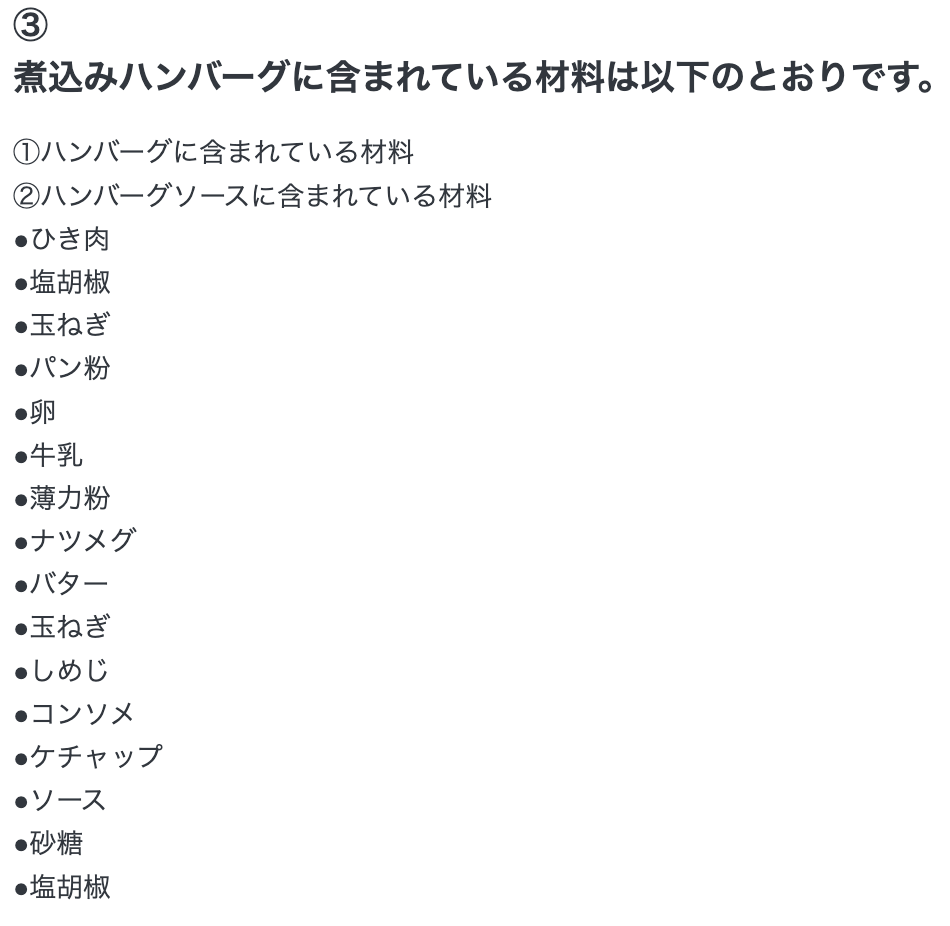 ③
煮込みハンバーグに含まれている材料は以下のとおりです。
①ハンバーグに含まれている材料
②ハンバーグソースに含まれている材料
●ひき肉
●塩胡椒
●玉ねぎ
●パン粉
●卵
●牛乳
●薄力粉
●ナツメグ
●バター
●玉ねぎ
●しめじ
●コンソメ
●ケチャップ
●ソース
●砂糖
●塩胡椒